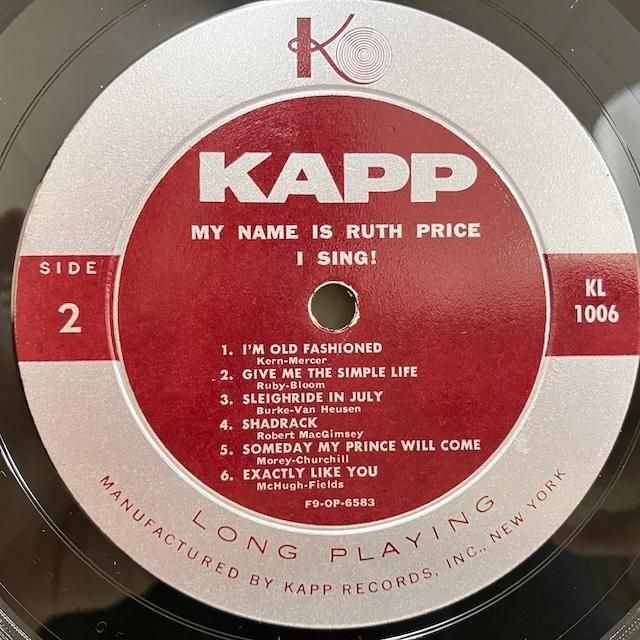 K
KAPP
MY NAME IS RUTH PRICE
I SING!
SIDE
2
KL
1006
1. I'M OLD FASHIONED
Kern-Mercer
2. GIVE ME THE SIMPLE LIFE
Ruby-Bloom
3. SLEIGHRIDE IN JULY
Burke-Van Heusen
4. SHADRACK
Robert MacGimsey
5. SOMEDAY MY PRINCE WILL COME
Morey-Churchill
6. EXACTLY LIKE YOU
McHugh-Fields
F9-OP-6583
LONG PLAYING
MANUFACTURED BY KAPP RECORDS, INC., NEW YORK